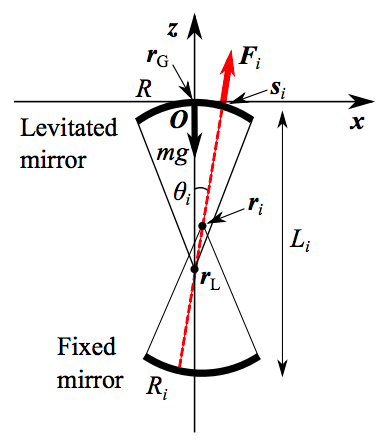 z
r_G
F_i
R
s_i
O
x
Levitated
mirror
mg
θ_i
r_i
L_i
r_L
Fixed
mirror
R_i